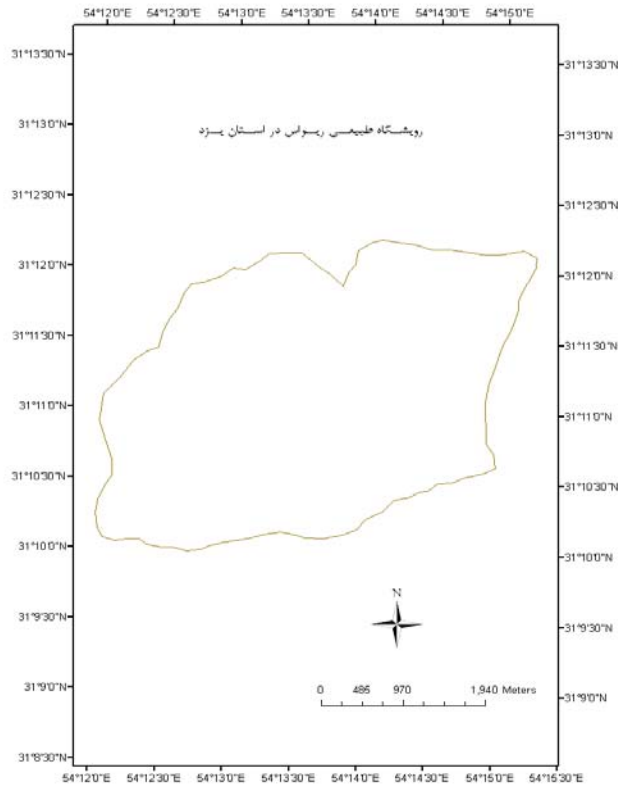 54°12'0"E 54°12'30"E 54°13'0"E 54°13'30"E 54°14'0"E 54°14'30"E 54°15'0"E
31°13'30"N 31°13'30"N
31°13'0"N 31°13'0"N
رویشگاه طبیعی ریواس در استان یزد
31°12'30"N 31°12'30"N
31°12'0"N 31°12'0"N
31°11'30"N 31°11'30"N
31°11'0"N 31°11'0"N
31°10'30"N 31°10'30"N
31°10'0"N 31°10'0"N
N
31°9'30"N 31°9'30"N
31°9'0"N 31°9'0"N
0 485 970 1,940 Meters
31°8'30"N
54°12'0"E 54°12'30"E 54°13'0"E 54°13'30"E 54°14'0"E 54°14'30"E 54°15'0"E 54°15'30"E